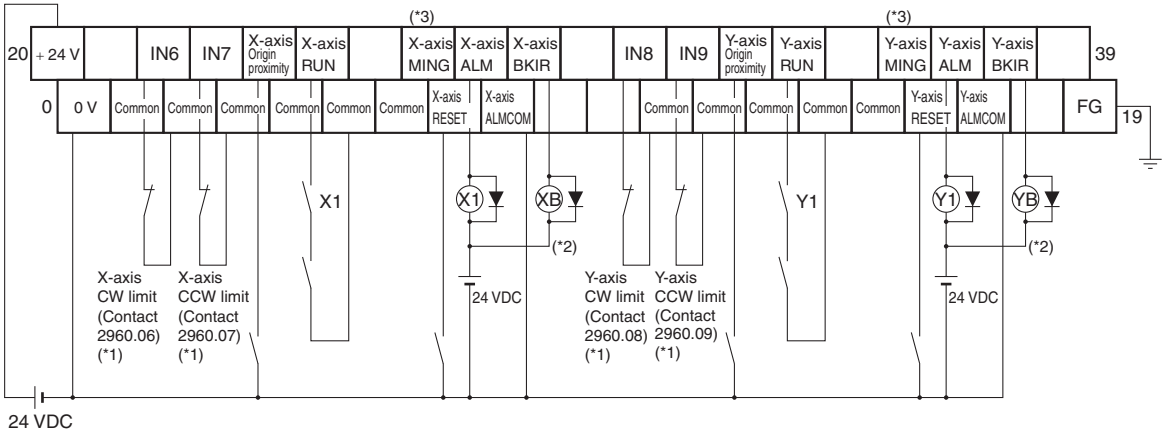 (*3)
(*3)
20
+ 24 V
IN6
IN7
X-axis
Origin
proximity
X-axis
RUN
X-axis
MING
X-axis
ALM
X-axis
BKIR
IN8
IN9
Y-axis
Origin
proximity
Y-axis
RUN
Y-axis
MING
Y-axis
ALM
Y-axis
BKIR
39
0
0 V
Common
Common
Common
Common
Common
Common
X-axis
RESET
X-axis
ALMCOM
Common
Common
Common
Common
Common
Common
Y-axis
RESET
Y-axis
ALMCOM
FG
19
X1
X1
XB
Y1
Y1
YB
(*2)
(*2)
X-axis
CW limit
(Contact
2960.06)
(*1)
X-axis
CCW limit
(Contact
2960.07)
(*1)
24 VDC
Y-axis
CW limit
(Contact
2960.08)
(*1)
Y-axis
CCW limit
(Contact
2960.09)
(*1)
24 VDC
24 VDC